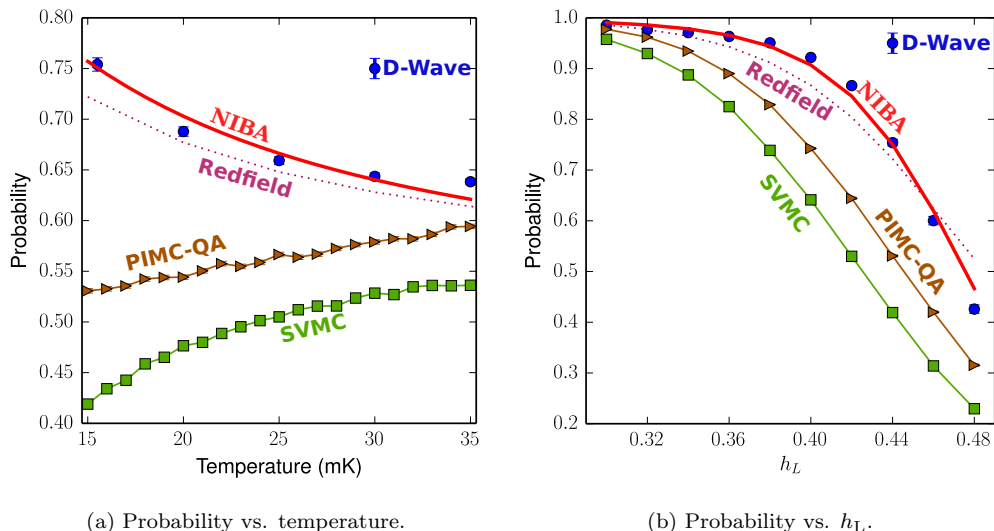 0.80
0.75
0.70
0.65
0.60
0.55
0.50
0.45
0.40
Probability
D-Wave
NIBA
Redfield
PIMC-QA
SVMC
15
20
25
30
35
Temperature (mK)
(a) Probability vs. temperature.
1.0
0.9
0.8
0.7
0.6
0.5
0.4
0.3
0.2
Probability
D-Wave
NIBA
Redfield
PIMC-QA
SVMC
0.32
0.36
0.40
0.44
0.48
h_L
(b) Probability vs. h_L.